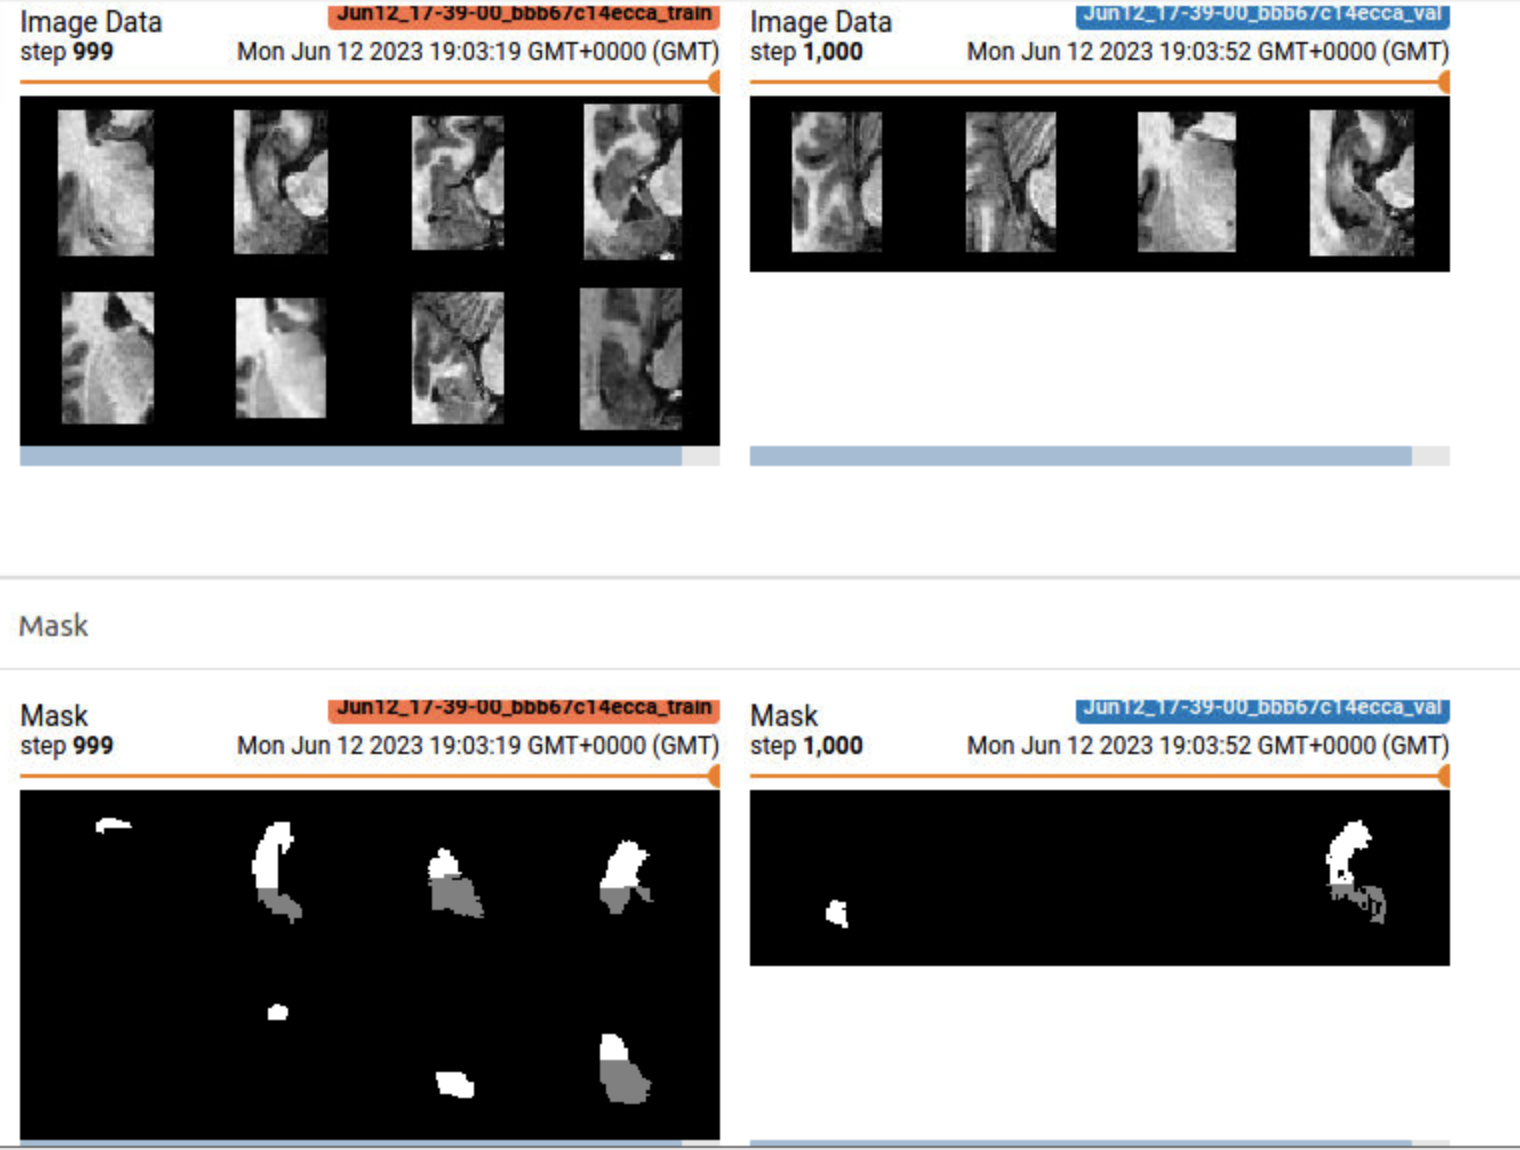 Image Data
Jun12_17-39-00_bbb67c14ecca_train
step 999
Mon Jun 12 2023 19:03:19 GMT+0000 (GMT)
Image Data
Jun12_17-39-00_bbb67c14ecca_val
step 1,000
Mon Jun 12 2023 19:03:52 GMT+0000 (GMT)
Mask
Mask
Jun12_17-39-00_bbb67c14ecca_train
step 999
Mon Jun 12 2023 19:03:19 GMT+0000 (GMT)
Mask
Jun12_17-39-00_bbb67c14ecca_val
step 1,000
Mon Jun 12 2023 19:03:52 GMT+0000 (GMT)